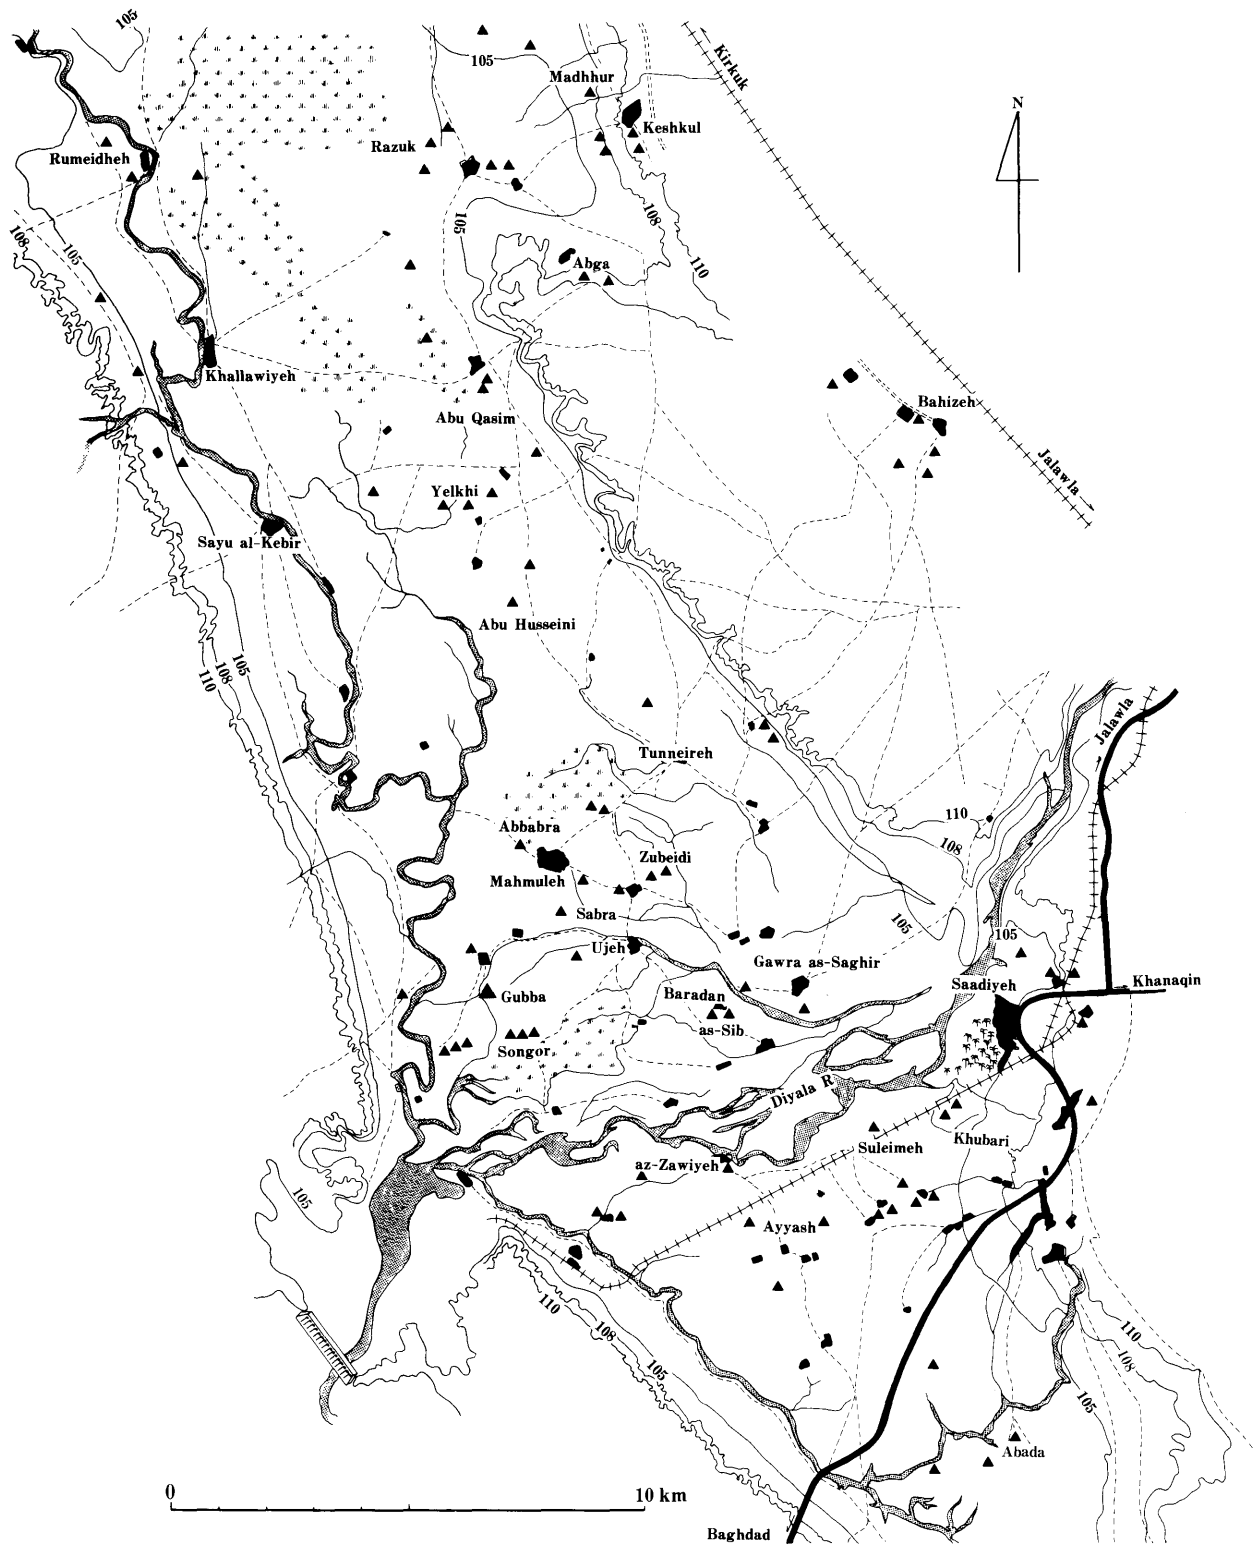 105
105
Kirkuk
Madhhur
N
Keshkul
Razuk
Rumeidheh
108
105
105
108
110
Abga
Khallawiyeh
Bahizeh
Abu Qasim
Jalawla
Yelkhi
Sayu al-Kebir
Abu Husseini
105
108
110
Jalawla
Tunneireh
110
Abbabra
108
Zubeidi
Mahmuleh
Sabra
105
105
Ujeh
Gawra as-Saghir
Saadiyeh
Khanaqin
Gubba
Baradan
as-Sib
Songor
Diyala R
Khubari
Suleimeh
az-Zawiyeh
105
Ayyash
110
108
105
110
108
105
Abada
0
10 km
Baghdad